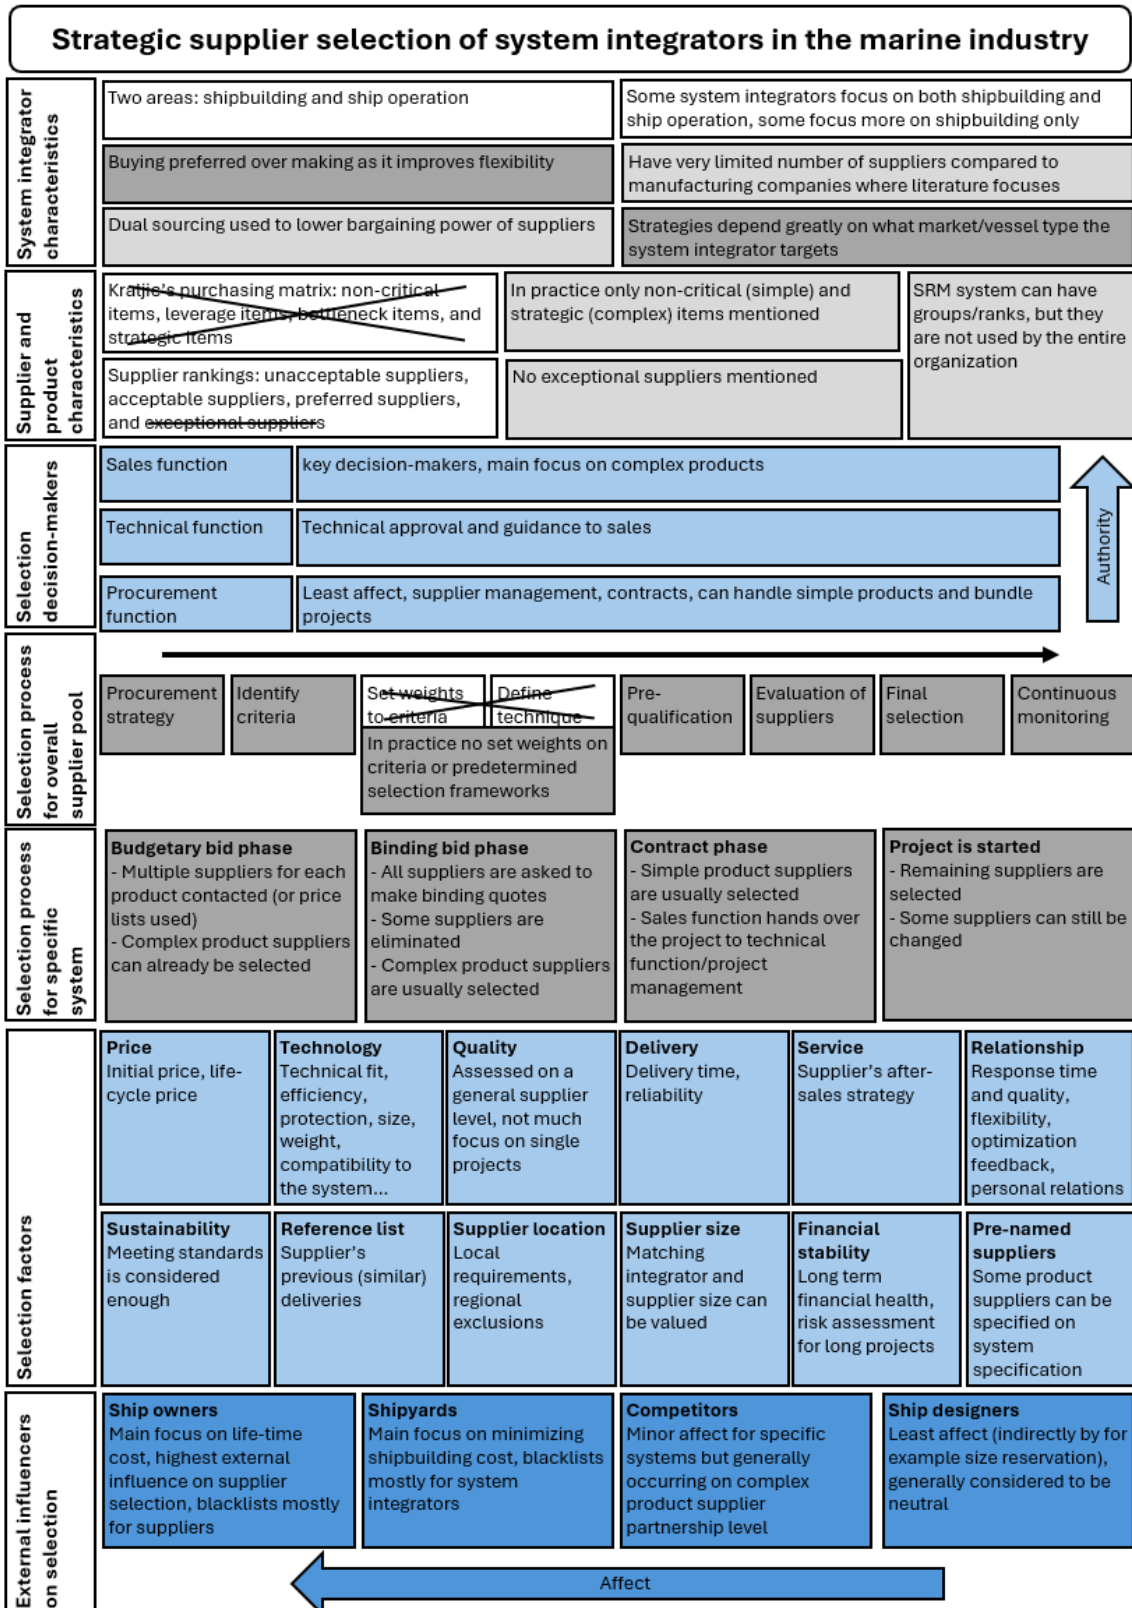 Strategic supplier selection of system integrators in the marine industry
System integrator
characteristics
Two areas: shipbuilding and ship operation
Some system integrators focus on both shipbuilding and
ship operation, some focus more on shipbuilding only
Buying preferred over making as it improves flexibility
Have very limited number of suppliers compared to
manufacturing companies where literature focuses
Dual sourcing used to lower bargaining power of suppliers
Strategies depend greatly on what market/vessel type the
system integrator targets
Supplier and
product
characteristics
Kraljie's purchasing matrix: non-critical
items, leverage items, bottleneck items, and
strategic items
In practice only non-critical (simple) and
strategic (complex) items mentioned
SRM system can have
groups/ranks, but they
are not used by the entire
organization
Supplier rankings: unacceptable suppliers,
acceptable suppliers, preferred suppliers,
and exceptional suppliers
No exceptional suppliers mentioned
Selection
decision-makers
Sales function
key decision-makers, main focus on complex products
Technical function
Technical approval and guidance to sales
Procurement
function
Least affect, supplier management, contracts, can handle simple products and bundle
projects
Authority
Selection process
for overall
supplier pool
Procurement
strategy
Identify
criteria
Set weights
to criteria
Define
technique
In practice no set weights on
criteria or predetermined
selection frameworks
Pre-
qualification
Evaluation of
suppliers
Final
selection
Continuous
monitoring
Selection process
for specific
system
Budgetary bid phase
- Multiple suppliers for each
product contacted (or price
lists used)
- Complex product suppliers
can already be selected
Binding bid phase
- All suppliers are asked to
make binding quotes
- Some suppliers are
eliminated
- Complex product suppliers
are usually selected
Contract phase
- Simple product suppliers
are usually selected
- Sales function hands over
the project to technical
function/project
management
Project is started
- Remaining suppliers are
selected
- Some suppliers can still be
changed
Selection factors
Price
Initial price, life-
cycle price
Technology
Technical fit,
efficiency,
protection, size,
weight,
compatibility to
the system...
Quality
Assessed on a
general supplier
level, not much
focus on single
projects
Delivery
Delivery time,
reliability
Service
Supplier's after-
sales strategy
Relationship
Response time
and quality,
flexibility,
optimization
feedback,
personal relations
Sustainability
Meeting standards
is considered
enough
Reference list
Supplier's
previous (similar)
deliveries
Supplier location
Local
requirements,
regional
exclusions
Supplier size
Matching
integrator and
supplier size can
be valued
Financial
stability
Long term
financial health,
risk assessment
for long projects
Pre-named
suppliers
Some product
suppliers can be
specified on
system
specification
External influencers
on selection
Ship owners
Main focus on life-time
cost, highest external
influence on supplier
selection, blacklists mostly
for suppliers
Shipyards
Main focus on minimizing
shipbuilding cost, blacklists
mostly for system
integrators
Competitors
Minor affect for specific
systems but generally
occurring on complex
product supplier
partnership level
Ship designers
Least affect (indirectly by for
example size reservation),
generally considered to be
neutral
Affect